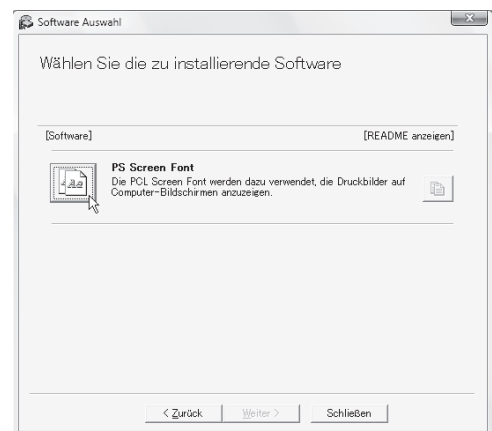 Software Auswahl
Wählen Sie die zu installierende Software
[Software] [README anzeigen]
PS Screen Font
Die PCL Screen Font werden dazu verwendet, die Druckbilder auf
Computer-Bildschirmen anzuzeigen.
< Zurück Weiter > Schließen